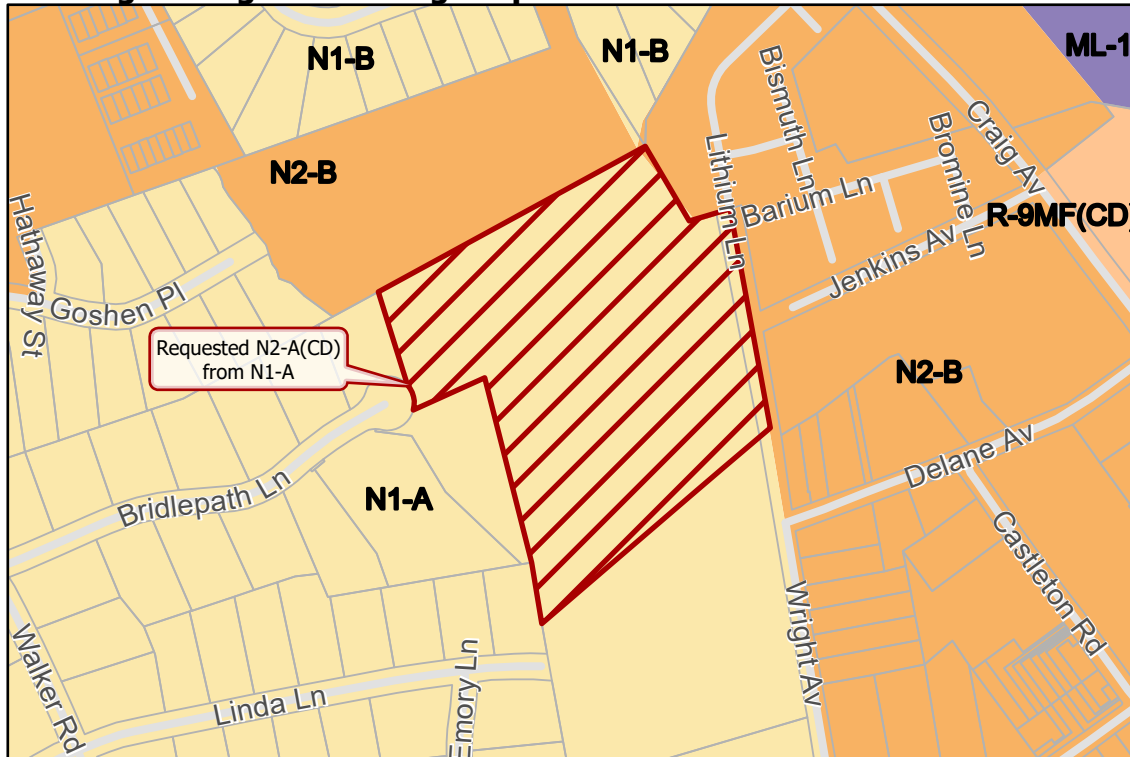 N1-B
N1-B
ML-1
Bismuth Ln
Craig Av
Bromine Ln
Lithium Ln
N2-B
Barium Ln
Hathaway St
R-9MF(CD)
Jenkins Av
Goshen Pl
Requested N2-A(CD)
from N1-A
N2-B
Delane Av
Bridlepath Ln
N1-A
Castleton Rd
Wright Av
Walker Rd
Emory Ln
Linda Ln